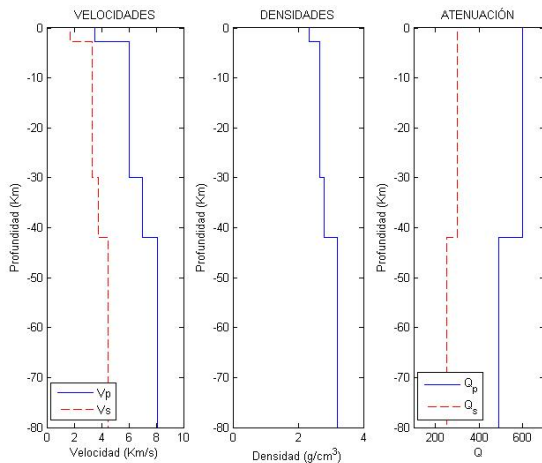 VELOCIDADES
0
-10
-20
-30
-40
-50
-60
-70
-80
Profundidad (Km)
0 2 4 6 8 10
Velocidad (Km/s)
Vp
Vs
DENSIDADES
0
-10
-20
-30
-40
-50
-60
-70
-80
Profundidad (Km)
0 2 4
Densidad (g/cm³)
ATENUACIÓN
0
-10
-20
-30
-40
-50
-60
-70
-80
Profundidad (Km)
200 400 600
Q
Qp
Qs